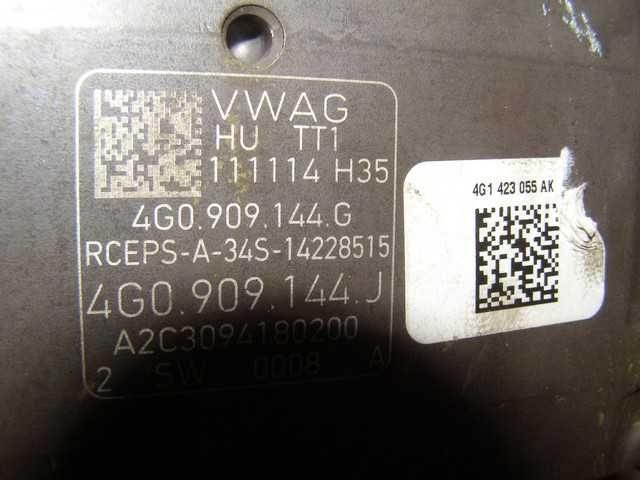 VWAG
HU TT1
111114 H35
4G0.909.144.G
RCEPS-A-34S-14228515
4G0.909.144.J
A2C3094180200
2 SW 0008 A
4G1 423 055 AK